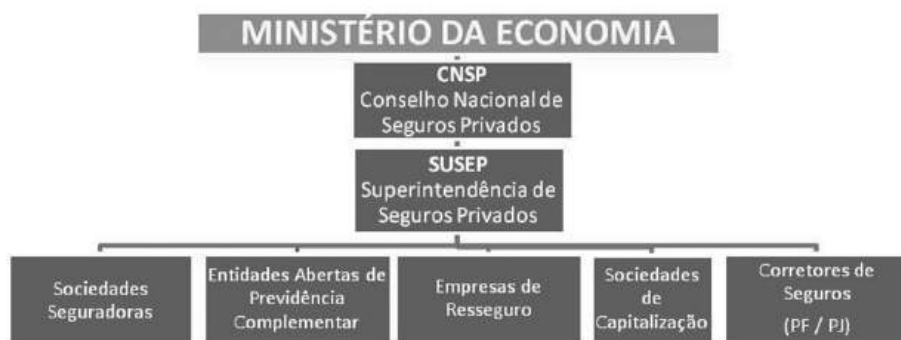 MINISTÉRIO DA ECONOMIA
CNSP
Conselho Nacional de
Seguros Privados
SUSEP
Superintendência de
Seguros Privados
Sociedades
Seguradoras
Entidades Abertas de
Previdência
Complementar
Empresas de
Resseguro
Sociedades
de
Capitalização
Corretores de
Seguros
(PF / PJ)